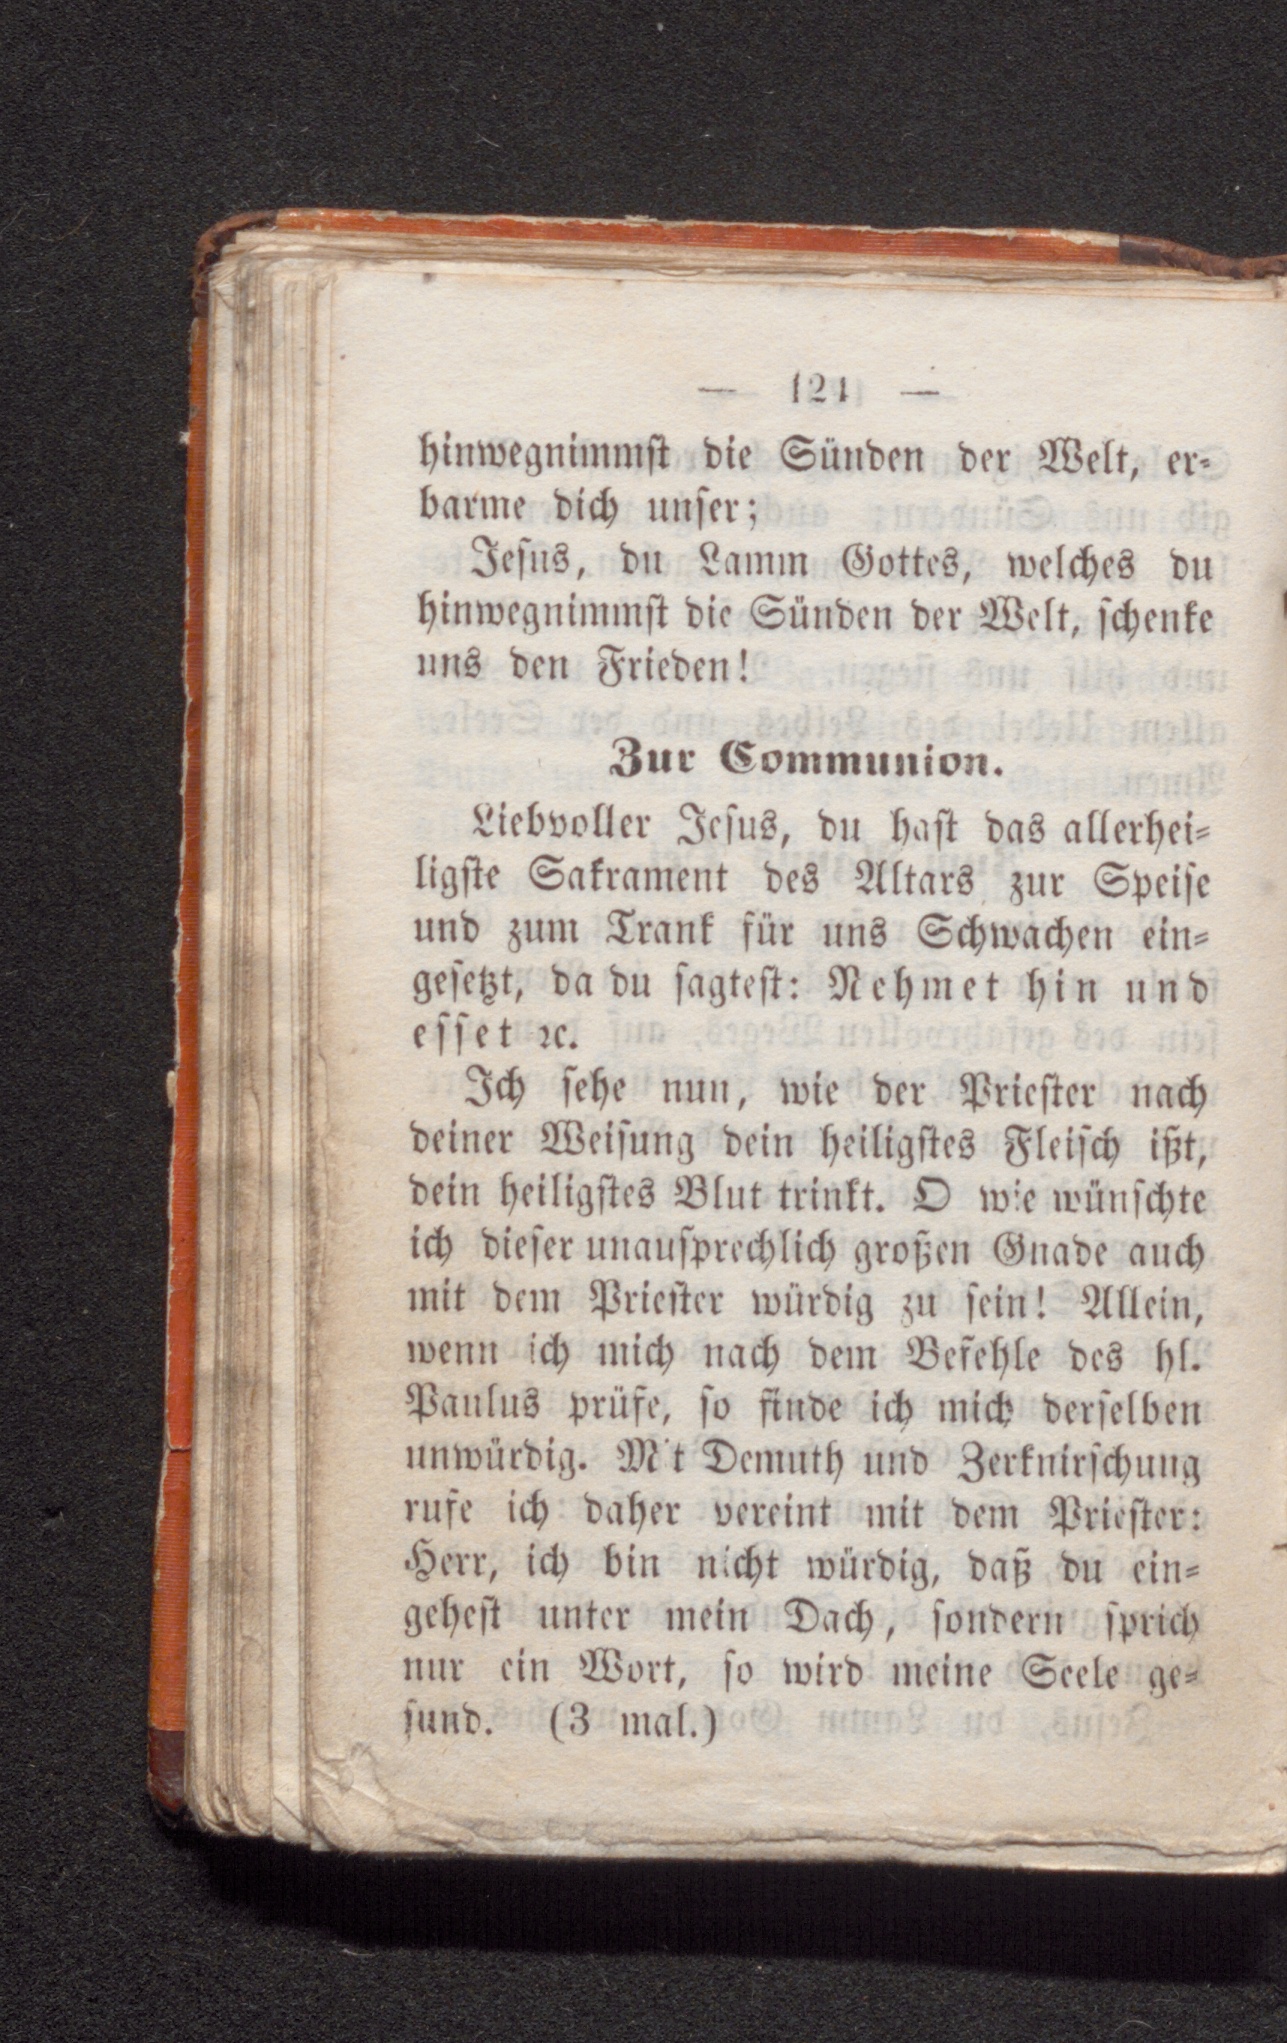 — 124 —
hinwegnimmst die Sünden der Welt, er-
barme dich unser;
Jesus, du Lamm Gottes, welches du
hinwegnimmst die Sünden der Welt, schenke
uns den Frieden!
Zur Communion.
Liebvoller Jesus, du hast das allerhei-
ligste Sakrament des Altars zur Speise
und zum Trank für uns Schwachen ein-
gesetzt, da du sagtest: Nehmet hin und
esset ꝛc.
Ich sehe nun, wie der Priester nach
deiner Weisung dein heiligstes Fleisch ißt,
dein heiligstes Blut trinkt. O wie wünschte
ich dieser unausprechlich großen Gnade auch
mit dem Priester würdig zu sein! Allein,
wenn ich mich nach dem Befehle des hl.
Paulus prüfe, so finde ich mich derselben
unwürdig. Mit Demuth und Zerknirschung
rufe ich daher vereint mit dem Priester:
Herr, ich bin nicht würdig, daß du ein-
gehest unter mein Dach, sondern sprich
nur ein Wort, so wird meine Seele ge-
sund. (3 mal.)